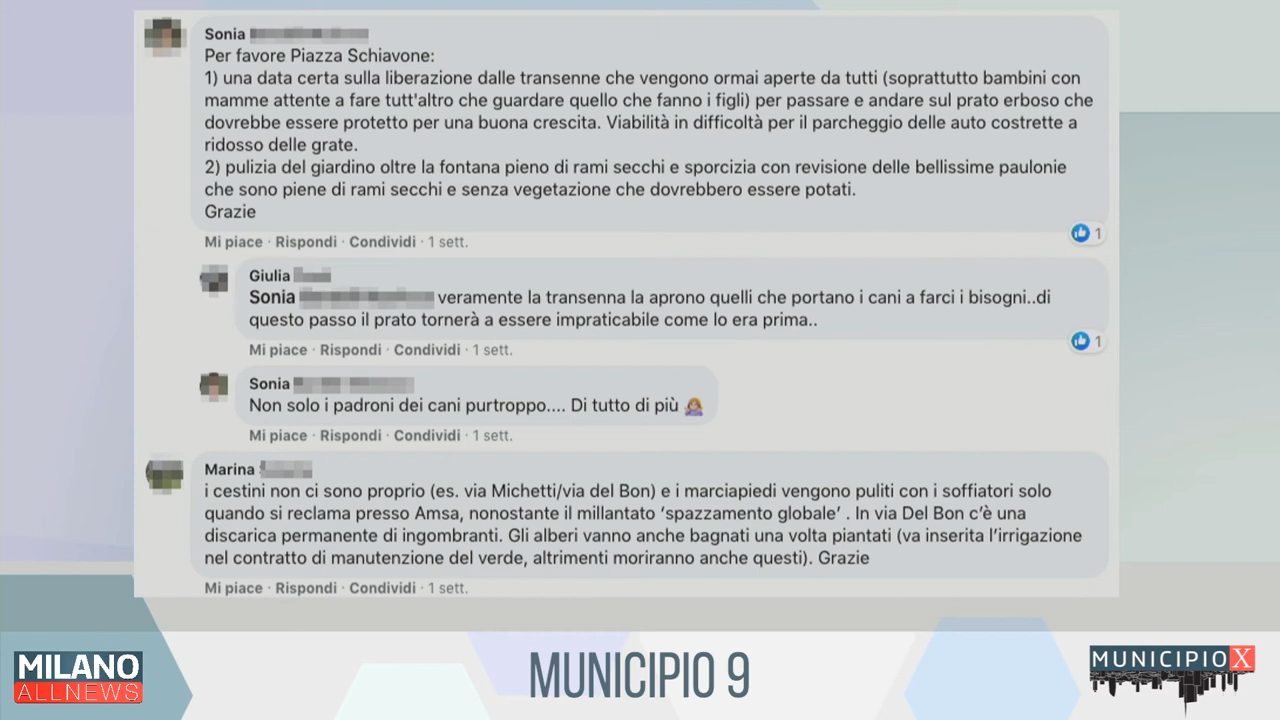 Sonia
Per favore Piazza Schiavone:
1) una data certa sulla liberazione dalle transenne che vengono ormai aperte da tutti (soprattutto bambini con
mamme attente a fare tutt'altro che guardare quello che fanno i figli) per passare e andare sul prato erboso che
dovrebbe essere protetto per una buona crescita. Viabilità in difficoltà per il parcheggio delle auto costrette a
ridosso delle grate.
2) pulizia del giardino oltre la fontana pieno di rami secchi e sporcizia con revisione delle bellissime paulonie
che sono piene di rami secchi e senza vegetazione che dovrebbero essere potati.
Grazie
Mi piace · Rispondi · Condividi · 1 sett.
1
Giulia
Sonia veramente la transenna la aprono quelli che portano i cani a farci i bisogni..di
questo passo il prato tornerà a essere impraticabile come lo era prima..
Mi piace · Rispondi · Condividi · 1 sett.
1
Sonia
Non solo i padroni dei cani purtroppo.... Di tutto di più 🤦🏼‍♀️
Mi piace · Rispondi · Condividi · 1 sett.
Marina
i cestini non ci sono proprio (es. via Michetti/via del Bon) e i marciapiedi vengono puliti con i soffiatori solo
quando si reclama presso Amsa, nonostante il millantato ‘spazzamento globale’ . In via Del Bon c’è una
discarica permanente di ingombranti. Gli alberi vanno anche bagnati una volta piantati (va inserita l’irrigazione
nel contratto di manutenzione del verde, altrimenti moriranno anche questi). Grazie
Mi piace · Rispondi · Condividi · 1 sett.
MILANO
ALLNEWS
MUNICIPIO 9
MUNICIPIO X